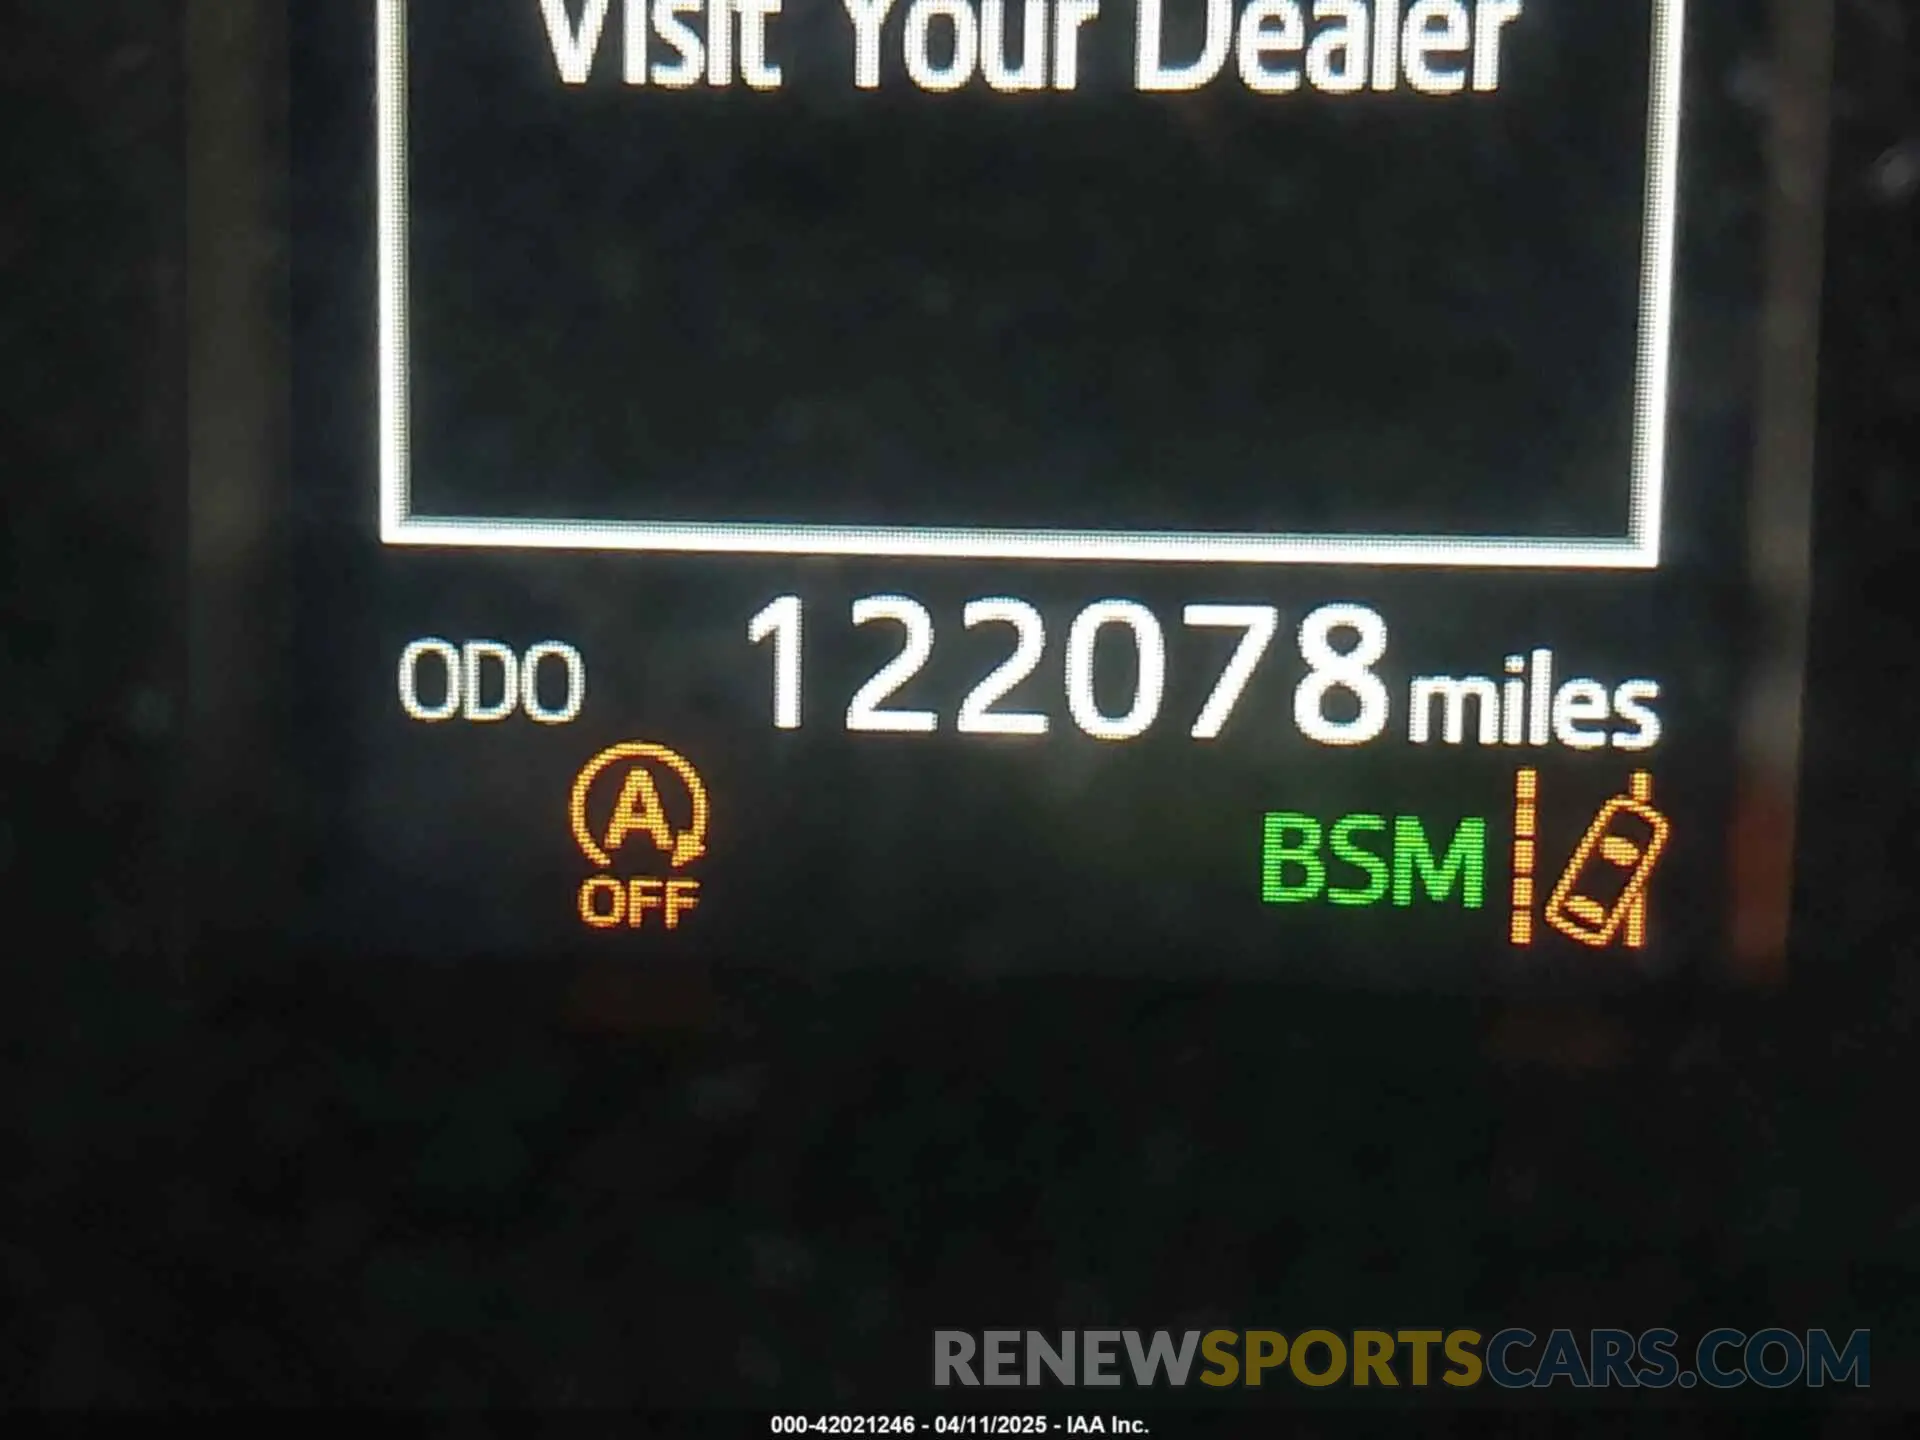 Visit Your Dealer
ODO 122078 miles
A
OFF
BSM
RENEWSPORTSCARS.COM
000-42021246 - 04/11/2025 - IAA Inc.